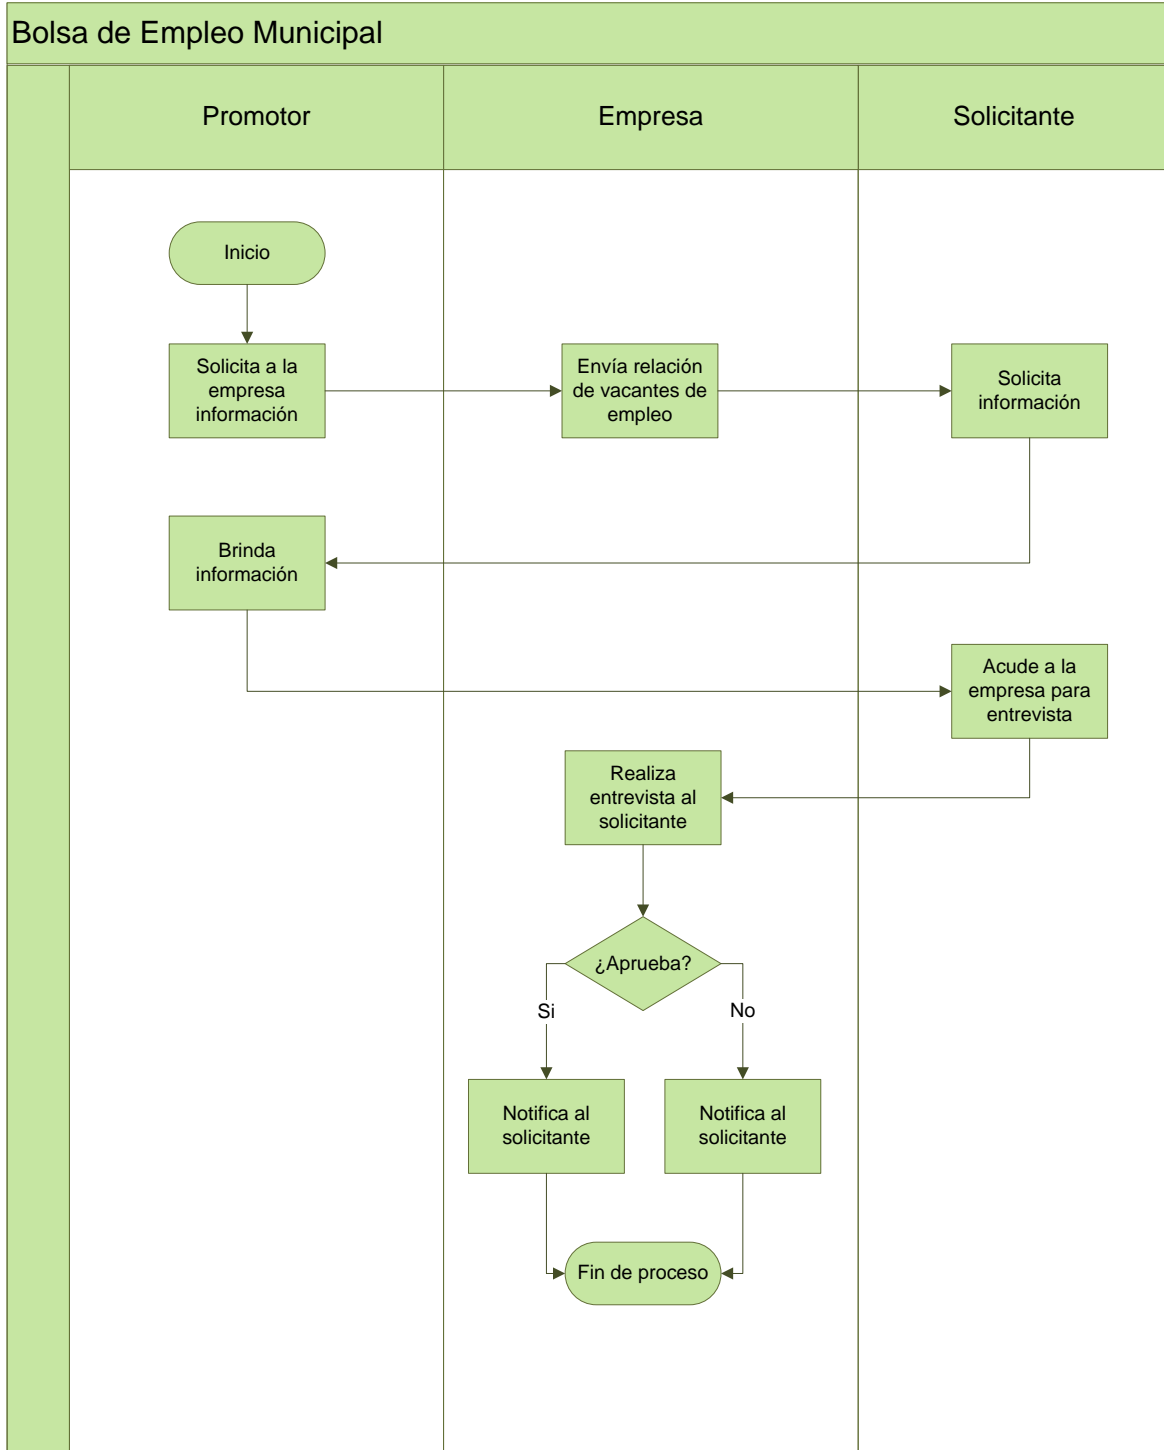 Bolsa de Empleo Municipal
Promotor
Empresa
Solicitante
Inicio
Solicita a la
empresa
información
Envía relación
de vacantes de
empleo
Solicita
información
Brinda
información
Acude a la
empresa para
entrevista
Realiza
entrevista al
solicitante
¿Aprueba?
Si
No
Notifica al
solicitante
Notifica al
solicitante
Fin de proceso